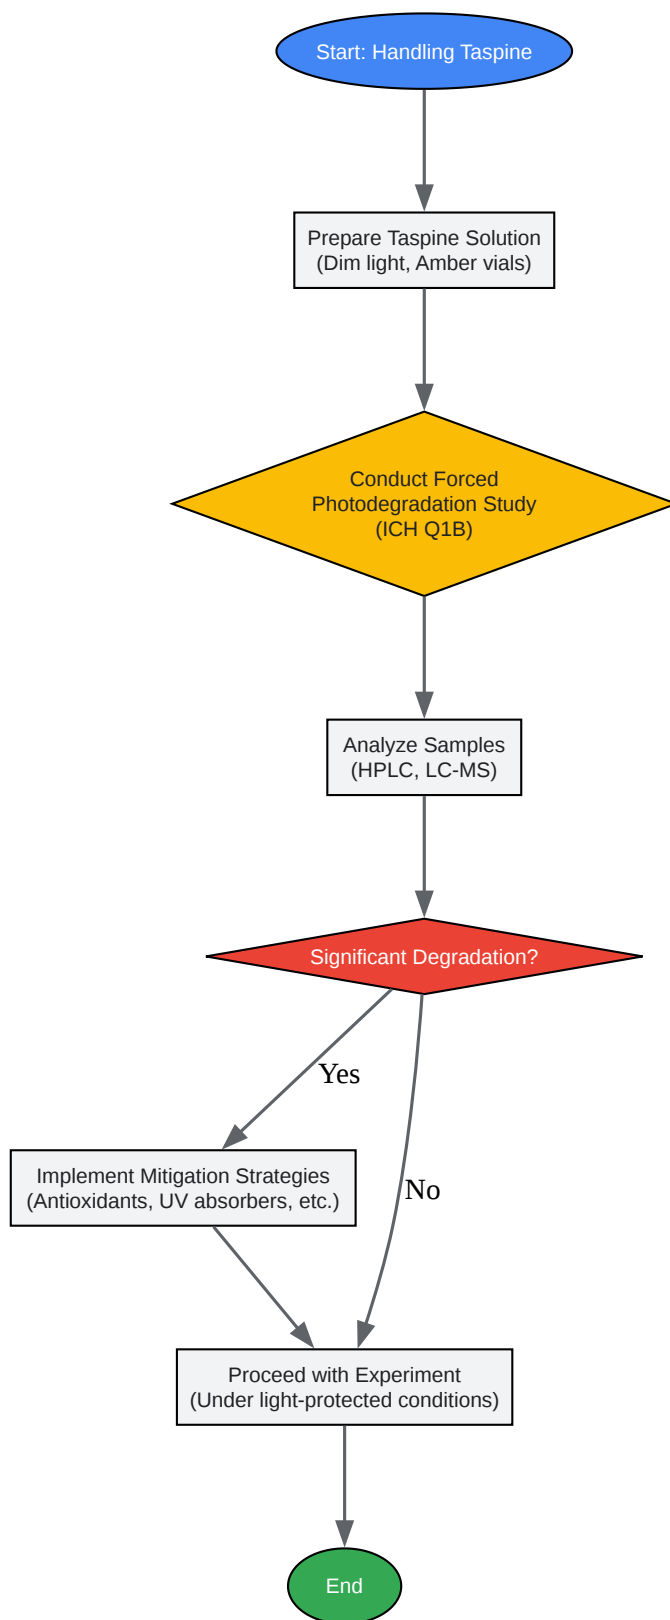 Start: Handling Taspine
Prepare Taspine Solution
(Dim light, Amber vials)
Conduct Forced
Photodegradation Study
(ICH Q1B)
Analyze Samples
(HPLC, LC-MS)
Significant Degradation?
Yes
Implement Mitigation Strategies
(Antioxidants, UV absorbers, etc.)
No
Proceed with Experiment
(Under light-protected conditions)
End